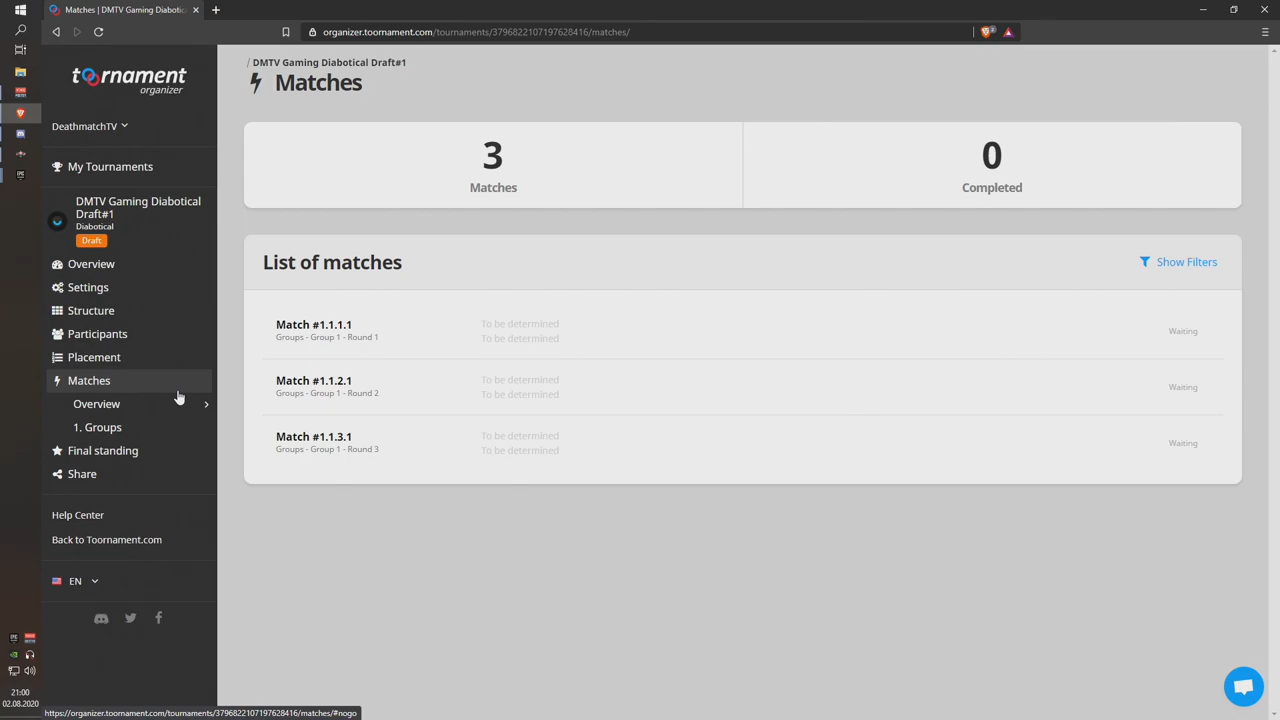 Matches | DMTV Gaming Diabotic
organizer.toornament.com/tournaments/3796822107197628416/matches/
toornament
organizer
DeathmatchTV
My Tournaments
DMTV Gaming Diabotical
Draft#1
Diabotical
Draft
Overview
Settings
Structure
Participants
Placement
Matches
Overview
1. Groups
Final standing
Share
Help Center
Back to Toornament.com
EN
/ DMTV Gaming Diabotical Draft#1
Matches
3
Matches
0
Completed
List of matches
Show Filters
Match #1.1.1.1
Groups - Group 1 - Round 1
To be determined
To be determined
Waiting
Match #1.1.2.1
Groups - Group 1 - Round 2
To be determined
To be determined
Waiting
Match #1.1.3.1
Groups - Group 1 - Round 3
To be determined
To be determined
Waiting
21:00
02.08.2020
https://organizer.toornament.com/tournaments/3796822107197628416/matches/#nogo